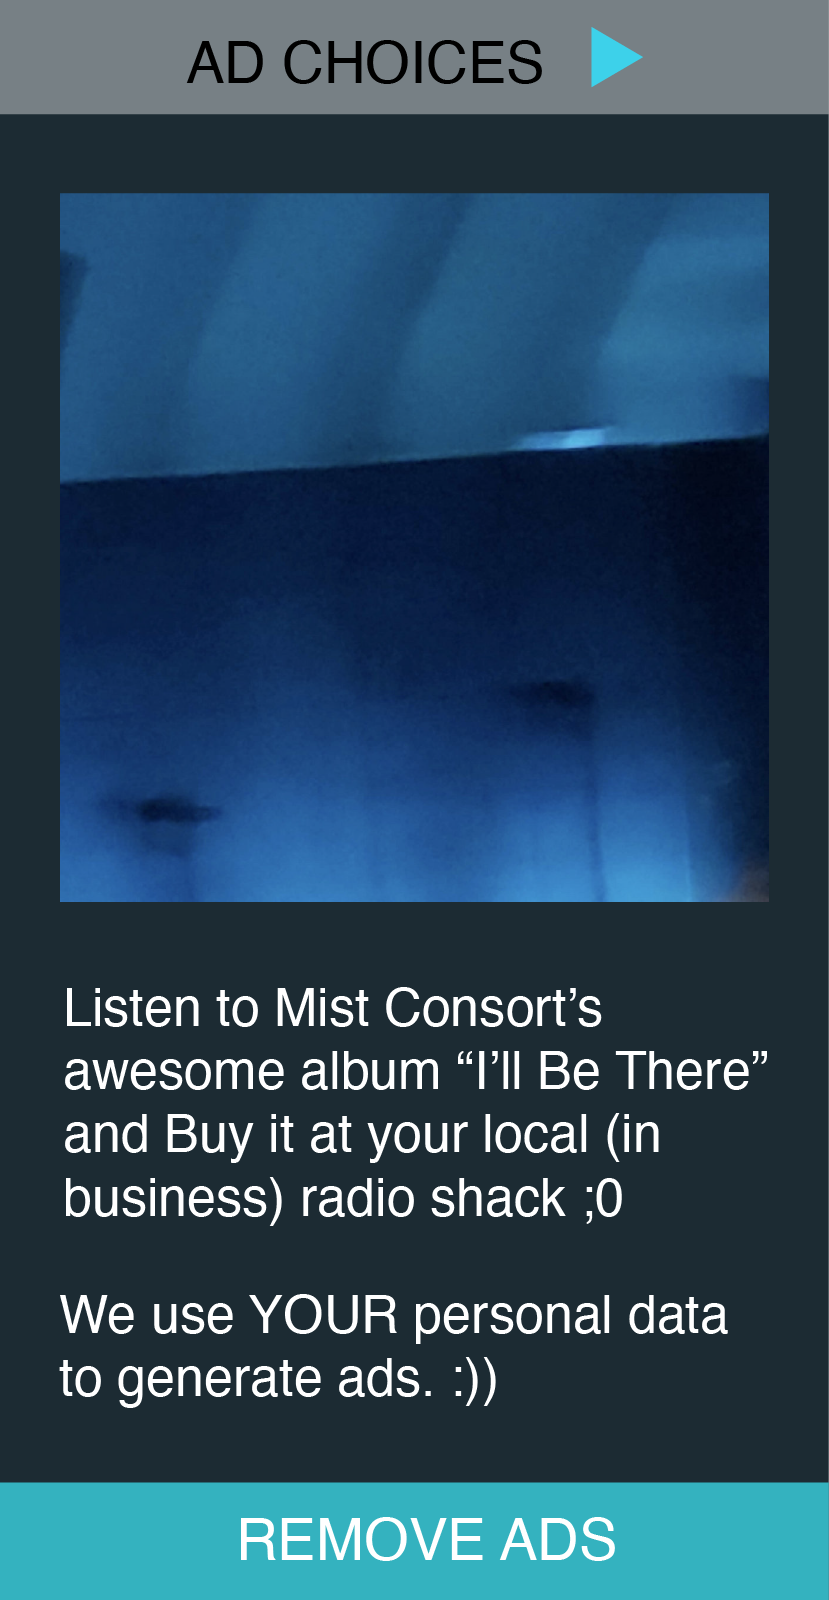 AD CHOICES
Listen to Mist Consort’s
awesome album “I’ll Be There”
and Buy it at your local (in
business) radio shack ;0
We use YOUR personal data
to generate ads. :))
REMOVE ADS